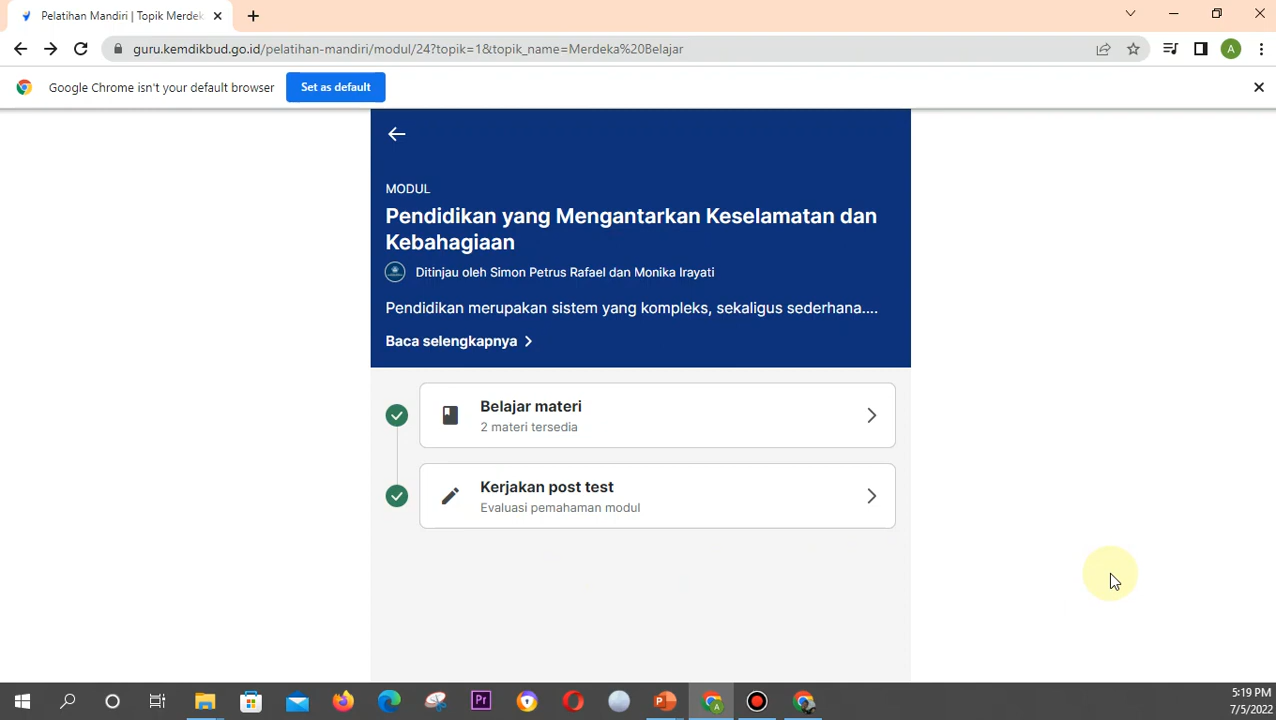 Pelatihan Mandiri | Topik Merdek
guru.kemdikbud.go.id/pelatihan-mandiri/modul/24?topik=1&topik_name=Merdeka%20Belajar
A
Google Chrome isn't your default browser
Set as default
MODUL
Pendidikan yang Mengantarkan Keselamatan dan
Kebahagiaan
Ditinjau oleh Simon Petrus Rafael dan Monika Irayati
Pendidikan merupakan sistem yang kompleks, sekaligus sederhana....
Baca selengkapnya
Belajar materi
2 materi tersedia
Kerjakan post test
Evaluasi pemahaman modul
Pr
A
5:19 PM
7/5/2022